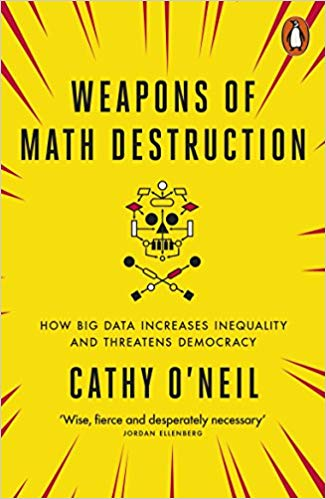 WEAPONS OF
MATH DESTRUCTION
HOW BIG DATA INCREASES INEQUALITY
AND THREATENS DEMOCRACY
CATHY O'NEIL
'Wise, fierce and desperately necessary'
JORDAN ELLENBERG